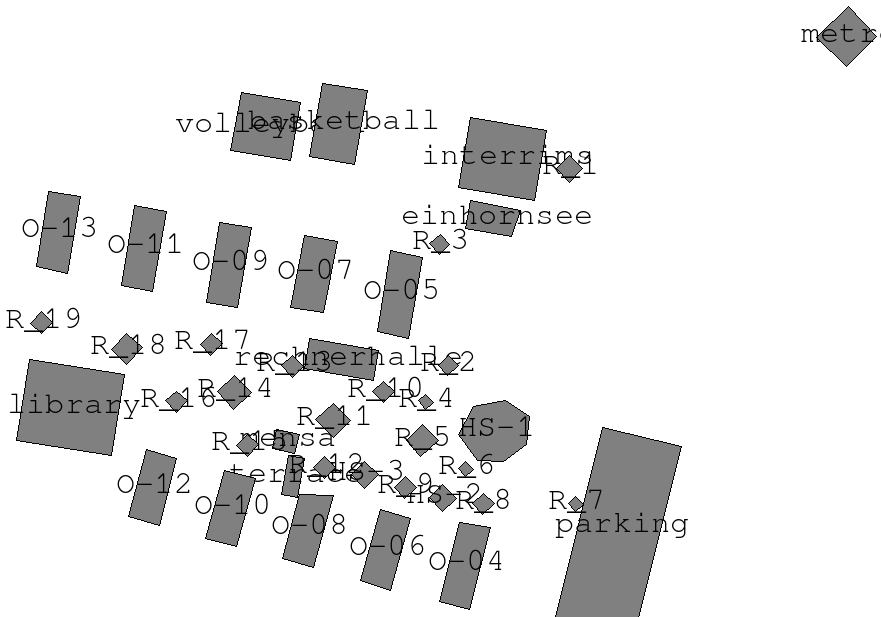 metr
volleyb
basketball
interrims
R_1
einhornsee
R_3
O-13
O-11
O-09
O-07
O-05
R_19
R_18
R_17
rechnerhalle
R_13
R_2
R_16
R_14
R_10
R_4
library
R_11
HS-1
R_15
mensa
R_5
terrace
R_12
HS-3
R_6
O-12
R_9
HS-2
R_8
R_7
O-10
O-08
parking
O-06
O-04